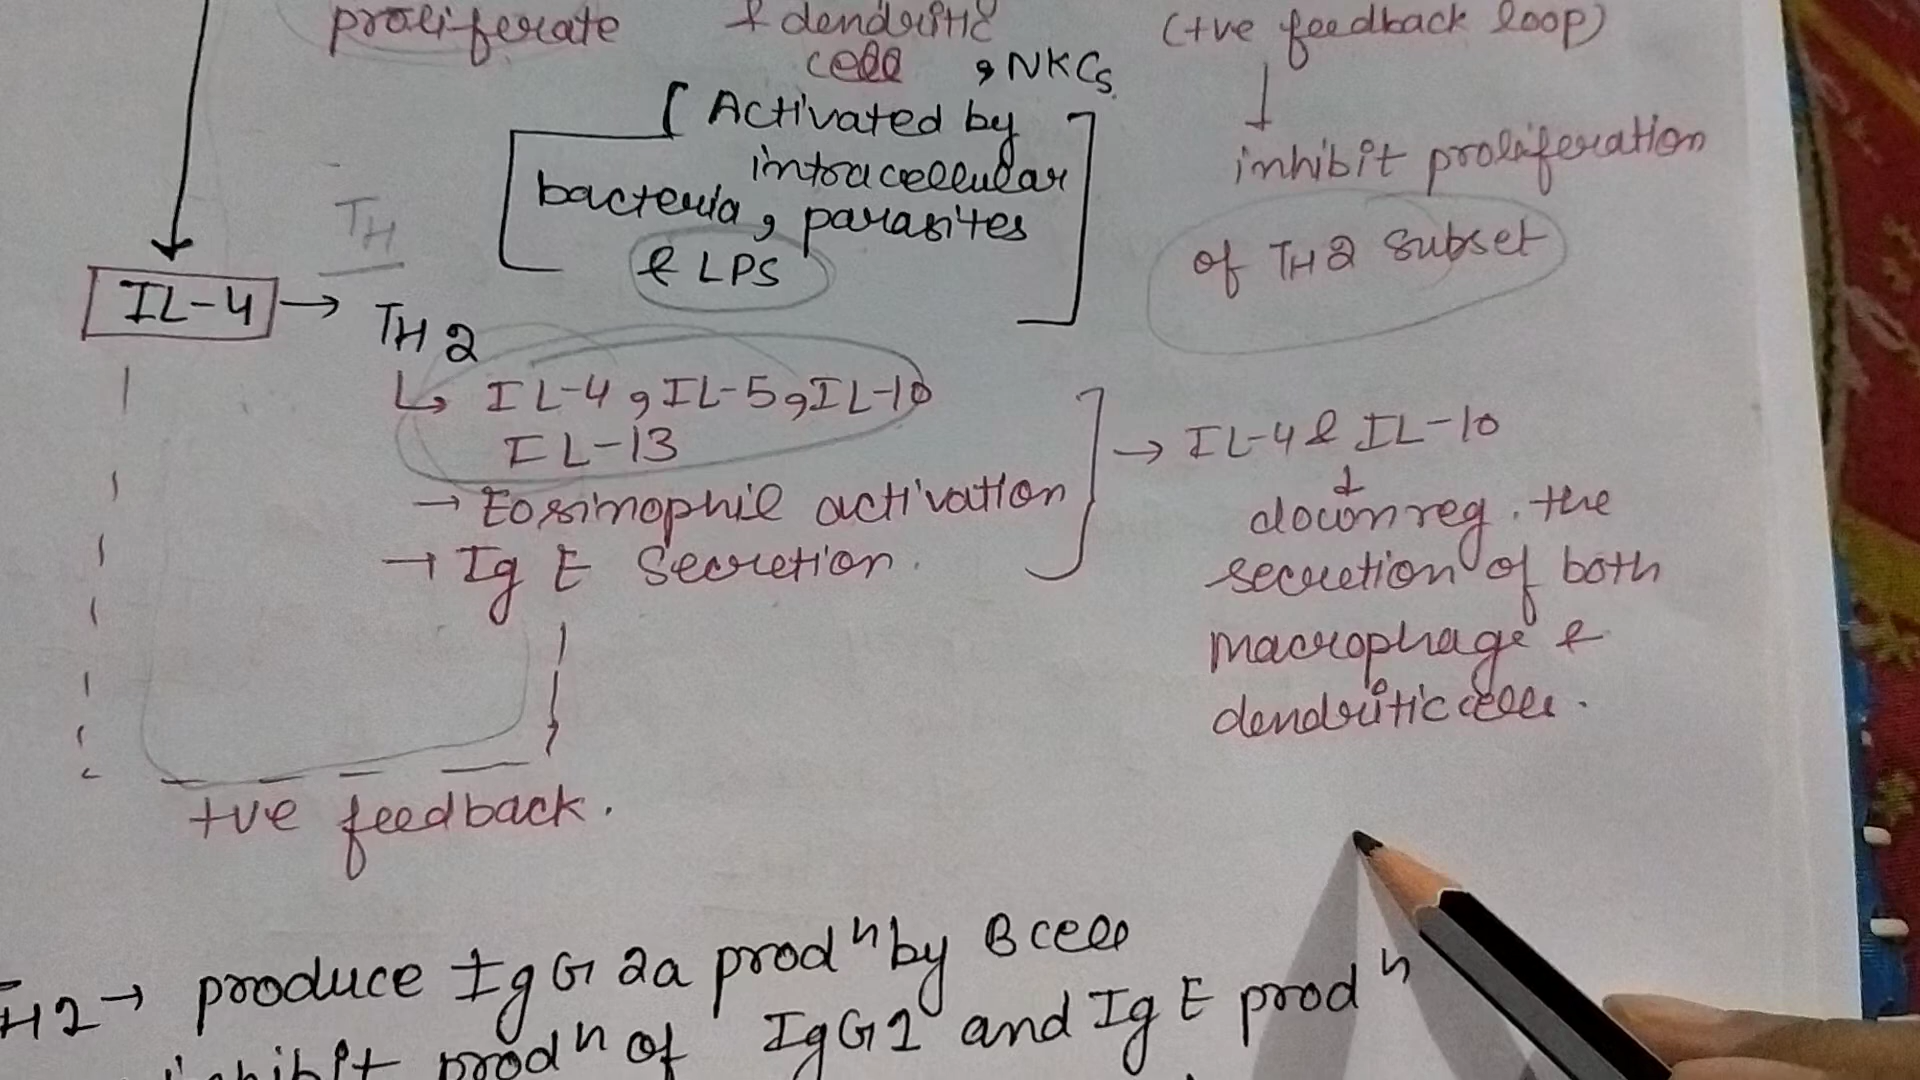 proliferate & dendritic (+ve feedback loop)
cell , NKCs
[ Activated by
intracellular
bacteria, parasites
& LPS ]
↓
inhibit proliferation
of TH2 subset
TH
IL-4 → TH2
↳ IL-4, IL-5, IL-10
IL-13
→ Eosinophil activation
→ Ig E Secretion.
→ IL-4 & IL-10
↓
downreg. the
secretion of both
macrophage &
dendritic cells.
+ve feedback.
TH2 → produce IgG2a prodⁿ by B cell
inhibit prodⁿ of IgG1 and IgE prodⁿ